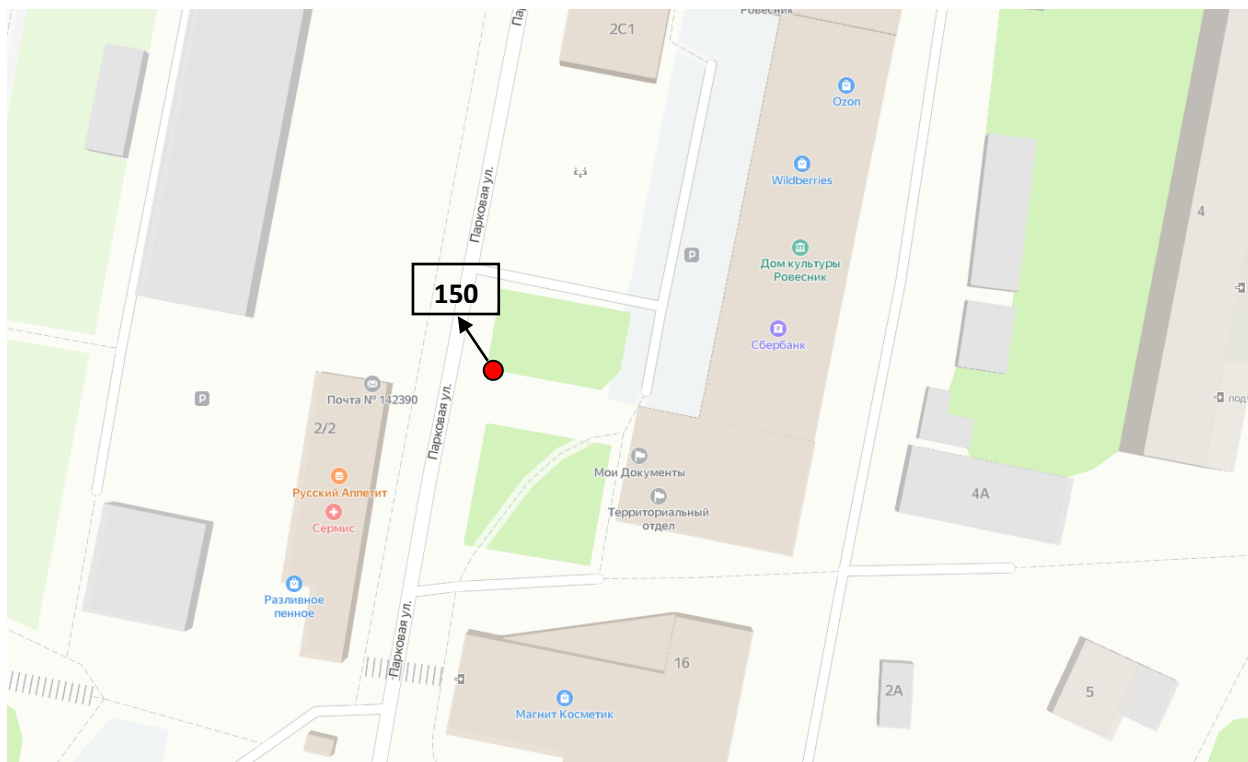 Ровесник
2С1
Ozon
Wildberries
Парковая ул.
4
P
Дом культуры
Ровесник
150
Сбербанк
Почта № 142390
P
2/2
Парковая ул.
Мои Документы
Русский Аппетит
4А
Территориальный
отдел
Сермис
Разливное
пенное
Парковая ул.
16
2А
5
Магнит Косметик